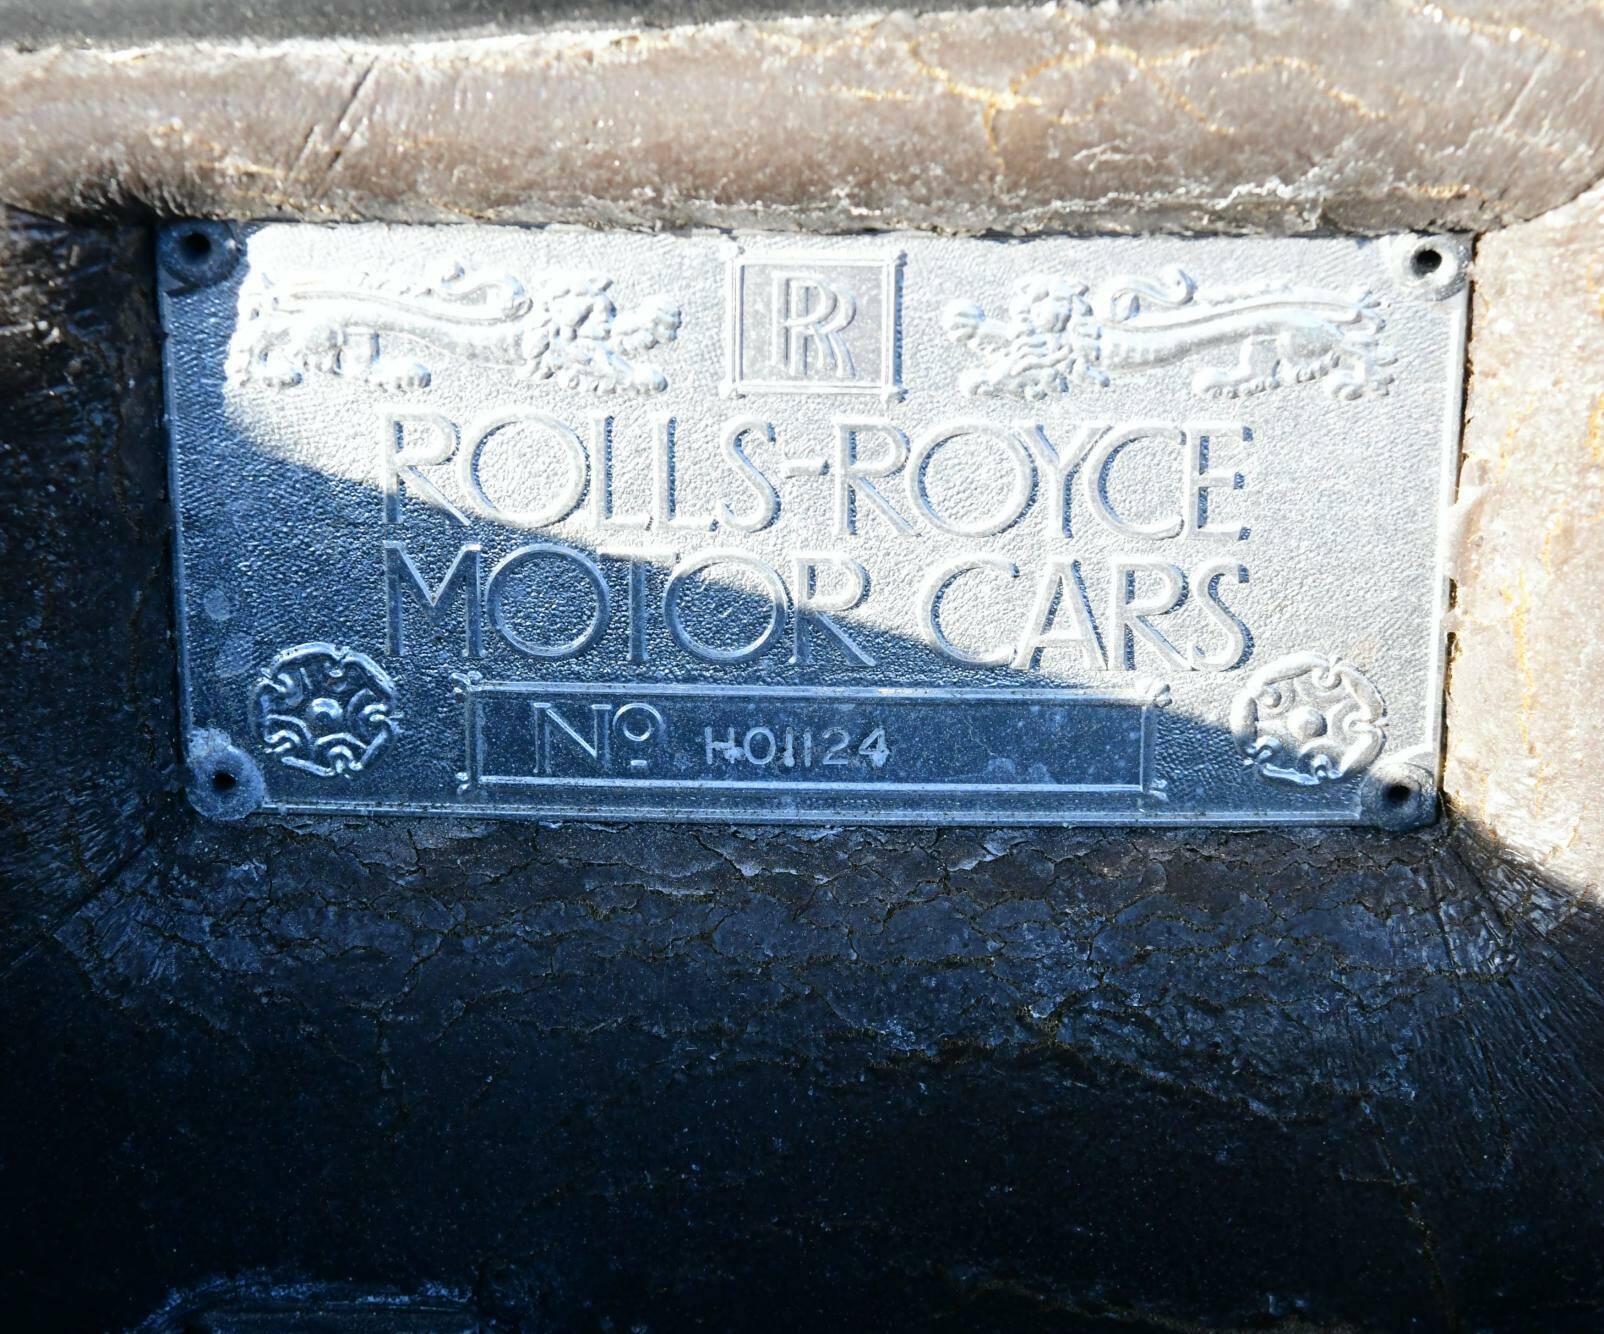 RR
ROLLS-ROYCE
MOTOR CARS
No H01124